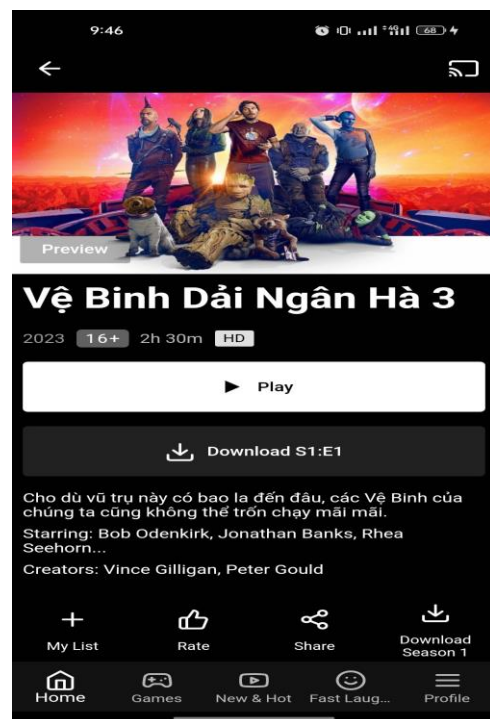 9:46
4G
68
Preview
Vệ Binh Dải Ngân Hà 3
2023 16+ 2h 30m HD
Play
Download S1:E1
Cho dù vũ trụ này có bao la đến đâu, các Vệ Binh của
chúng ta cũng không thể trốn chạy mãi mãi.
Starring: Bob Odenkirk, Jonathan Banks, Rhea
Seehorn...
Creators: Vince Gilligan, Peter Gould
My List Rate Share Download
Season 1
Home Games New & Hot Fast Laug... Profile